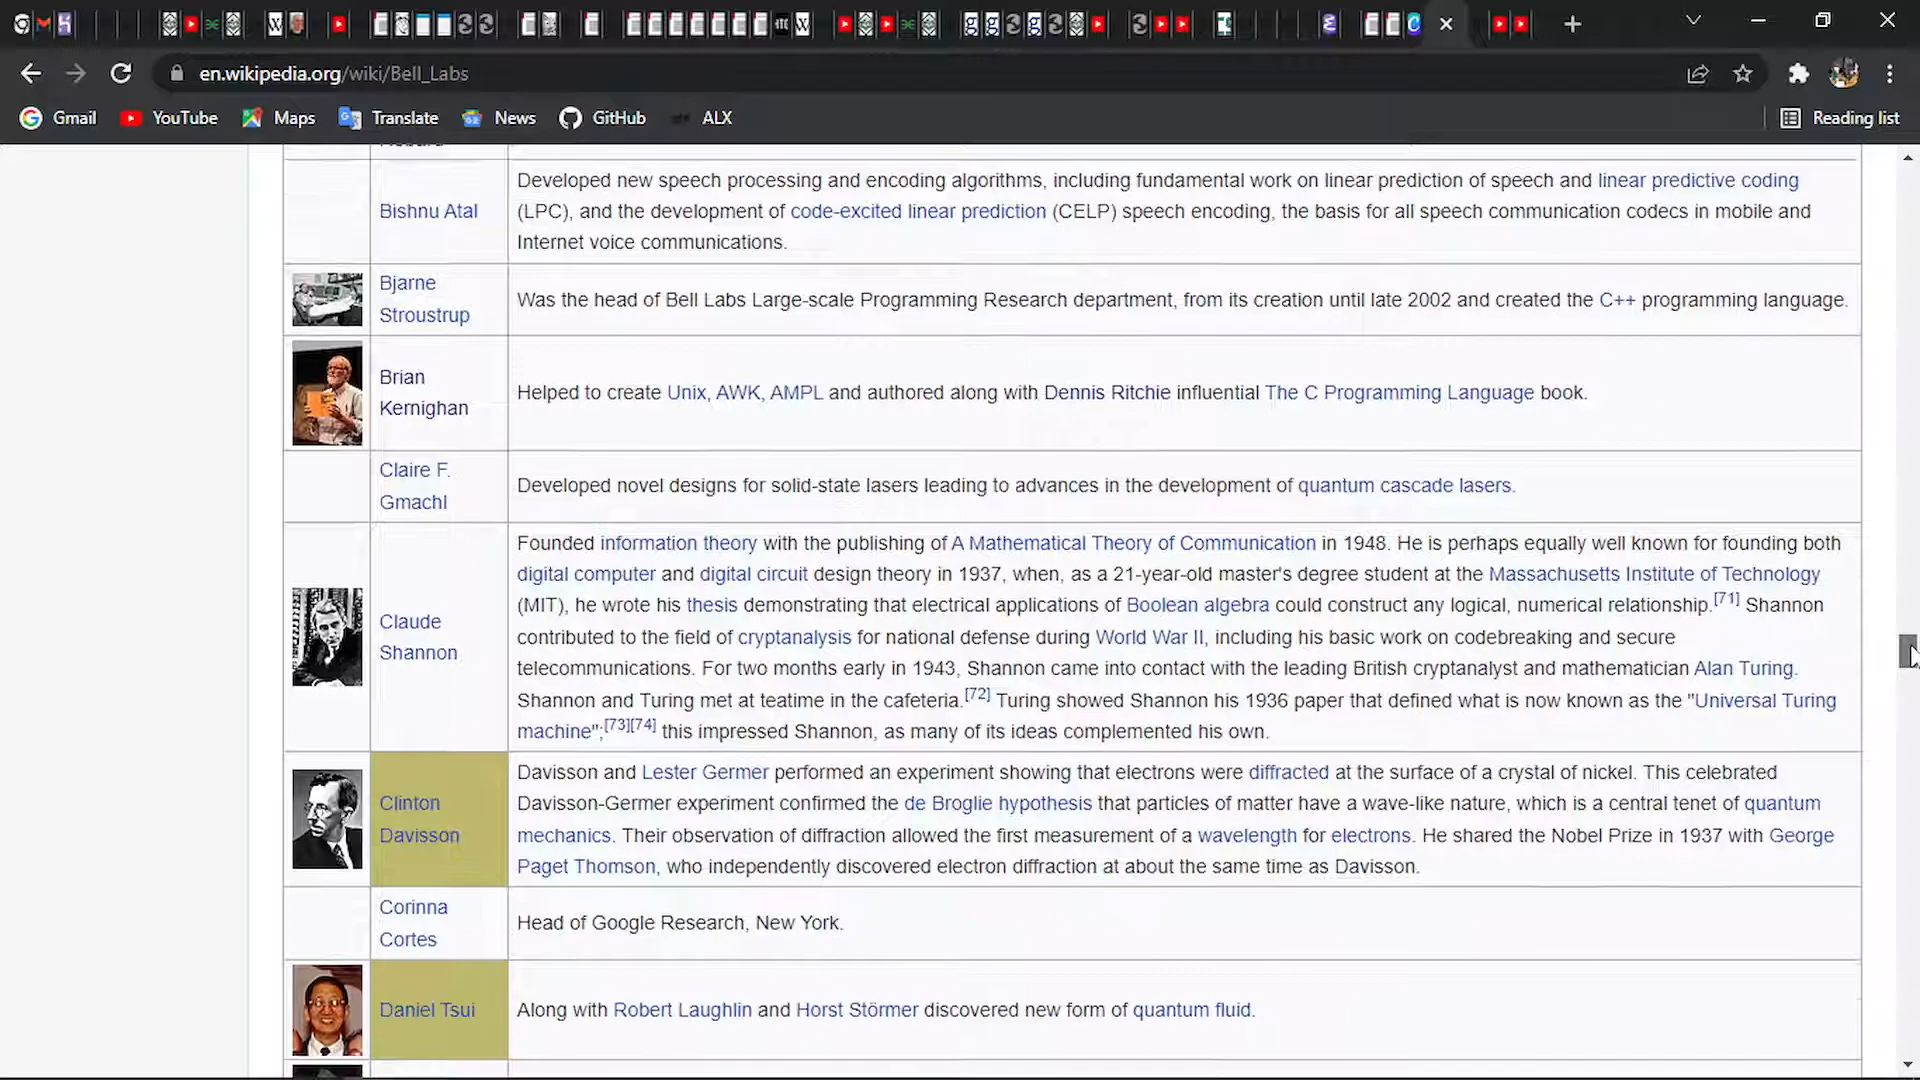 en.wikipedia.org/wiki/Bell_Labs
Gmail YouTube Maps Translate News GitHub ALX Reading list
Bishnu Atal
Developed new speech processing and encoding algorithms, including fundamental work on linear prediction of speech and linear predictive coding
(LPC), and the development of code-excited linear prediction (CELP) speech encoding, the basis for all speech communication codecs in mobile and
Internet voice communications.
Bjarne
Stroustrup
Was the head of Bell Labs Large-scale Programming Research department, from its creation until late 2002 and created the C++ programming language.
Brian
Kernighan
Helped to create Unix, AWK, AMPL and authored along with Dennis Ritchie influential The C Programming Language book.
Claire F.
Gmachl
Developed novel designs for solid-state lasers leading to advances in the development of quantum cascade lasers.
Claude
Shannon
Founded information theory with the publishing of A Mathematical Theory of Communication in 1948. He is perhaps equally well known for founding both
digital computer and digital circuit design theory in 1937, when, as a 21-year-old master's degree student at the Massachusetts Institute of Technology
(MIT), he wrote his thesis demonstrating that electrical applications of Boolean algebra could construct any logical, numerical relationship.[71] Shannon
contributed to the field of cryptanalysis for national defense during World War II, including his basic work on codebreaking and secure
telecommunications. For two months early in 1943, Shannon came into contact with the leading British cryptanalyst and mathematician Alan Turing.
Shannon and Turing met at teatime in the cafeteria.[72] Turing showed Shannon his 1936 paper that defined what is now known as the "Universal Turing
machine";[73][74] this impressed Shannon, as many of its ideas complemented his own.
Clinton
Davisson
Davisson and Lester Germer performed an experiment showing that electrons were diffracted at the surface of a crystal of nickel. This celebrated
Davisson-Germer experiment confirmed the de Broglie hypothesis that particles of matter have a wave-like nature, which is a central tenet of quantum
mechanics. Their observation of diffraction allowed the first measurement of a wavelength for electrons. He shared the Nobel Prize in 1937 with George
Paget Thomson, who independently discovered electron diffraction at about the same time as Davisson.
Corinna
Cortes
Head of Google Research, New York.
Daniel Tsui
Along with Robert Laughlin and Horst Störmer discovered new form of quantum fluid.